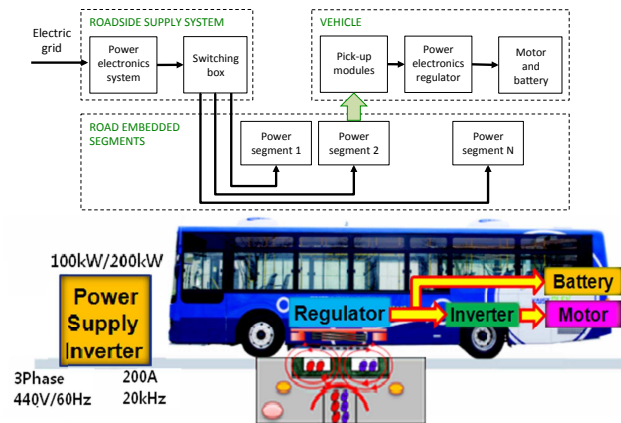 ROADSIDE SUPPLY SYSTEM
VEHICLE
Electric
grid
Power
electronics
system
Switching
box
Pick-up
modules
Power
electronics
regulator
Motor
and
battery
ROAD EMBEDDED
SEGMENTS
Power
segment 1
Power
segment 2
Power
segment N
100kW/200kW
Power
Supply
Inverter
Regulator
Inverter
Battery
Motor
3Phase 200A
440V/60Hz 20kHz